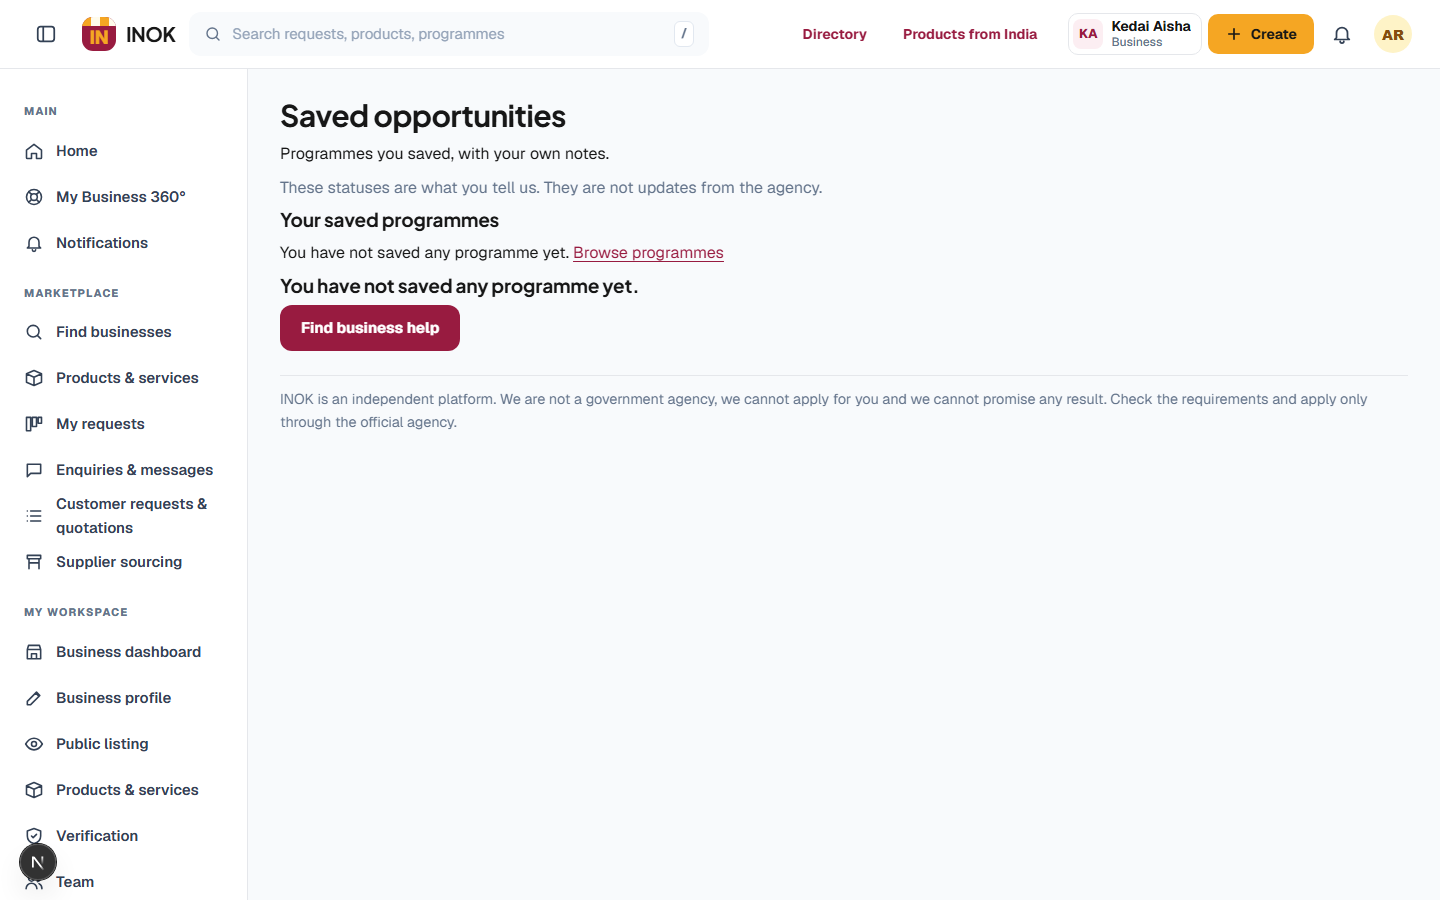 IN INOK
Search requests, products, programmes
/
Directory
Products from India
KA
Kedai Aisha
Business
Create
AR
MAIN
Home
My Business 360°
Notifications
MARKETPLACE
Find businesses
Products & services
My requests
Enquiries & messages
Customer requests &
quotations
Supplier sourcing
MY WORKSPACE
Business dashboard
Business profile
Public listing
Products & services
Verification
N
Team
Saved opportunities
Programmes you saved, with your own notes.
These statuses are what you tell us. They are not updates from the agency.
Your saved programmes
You have not saved any programme yet. Browse programmes
You have not saved any programme yet.
Find business help
INOK is an independent platform. We are not a government agency, we cannot apply for you and we cannot promise any result. Check the requirements and apply only
through the official agency.